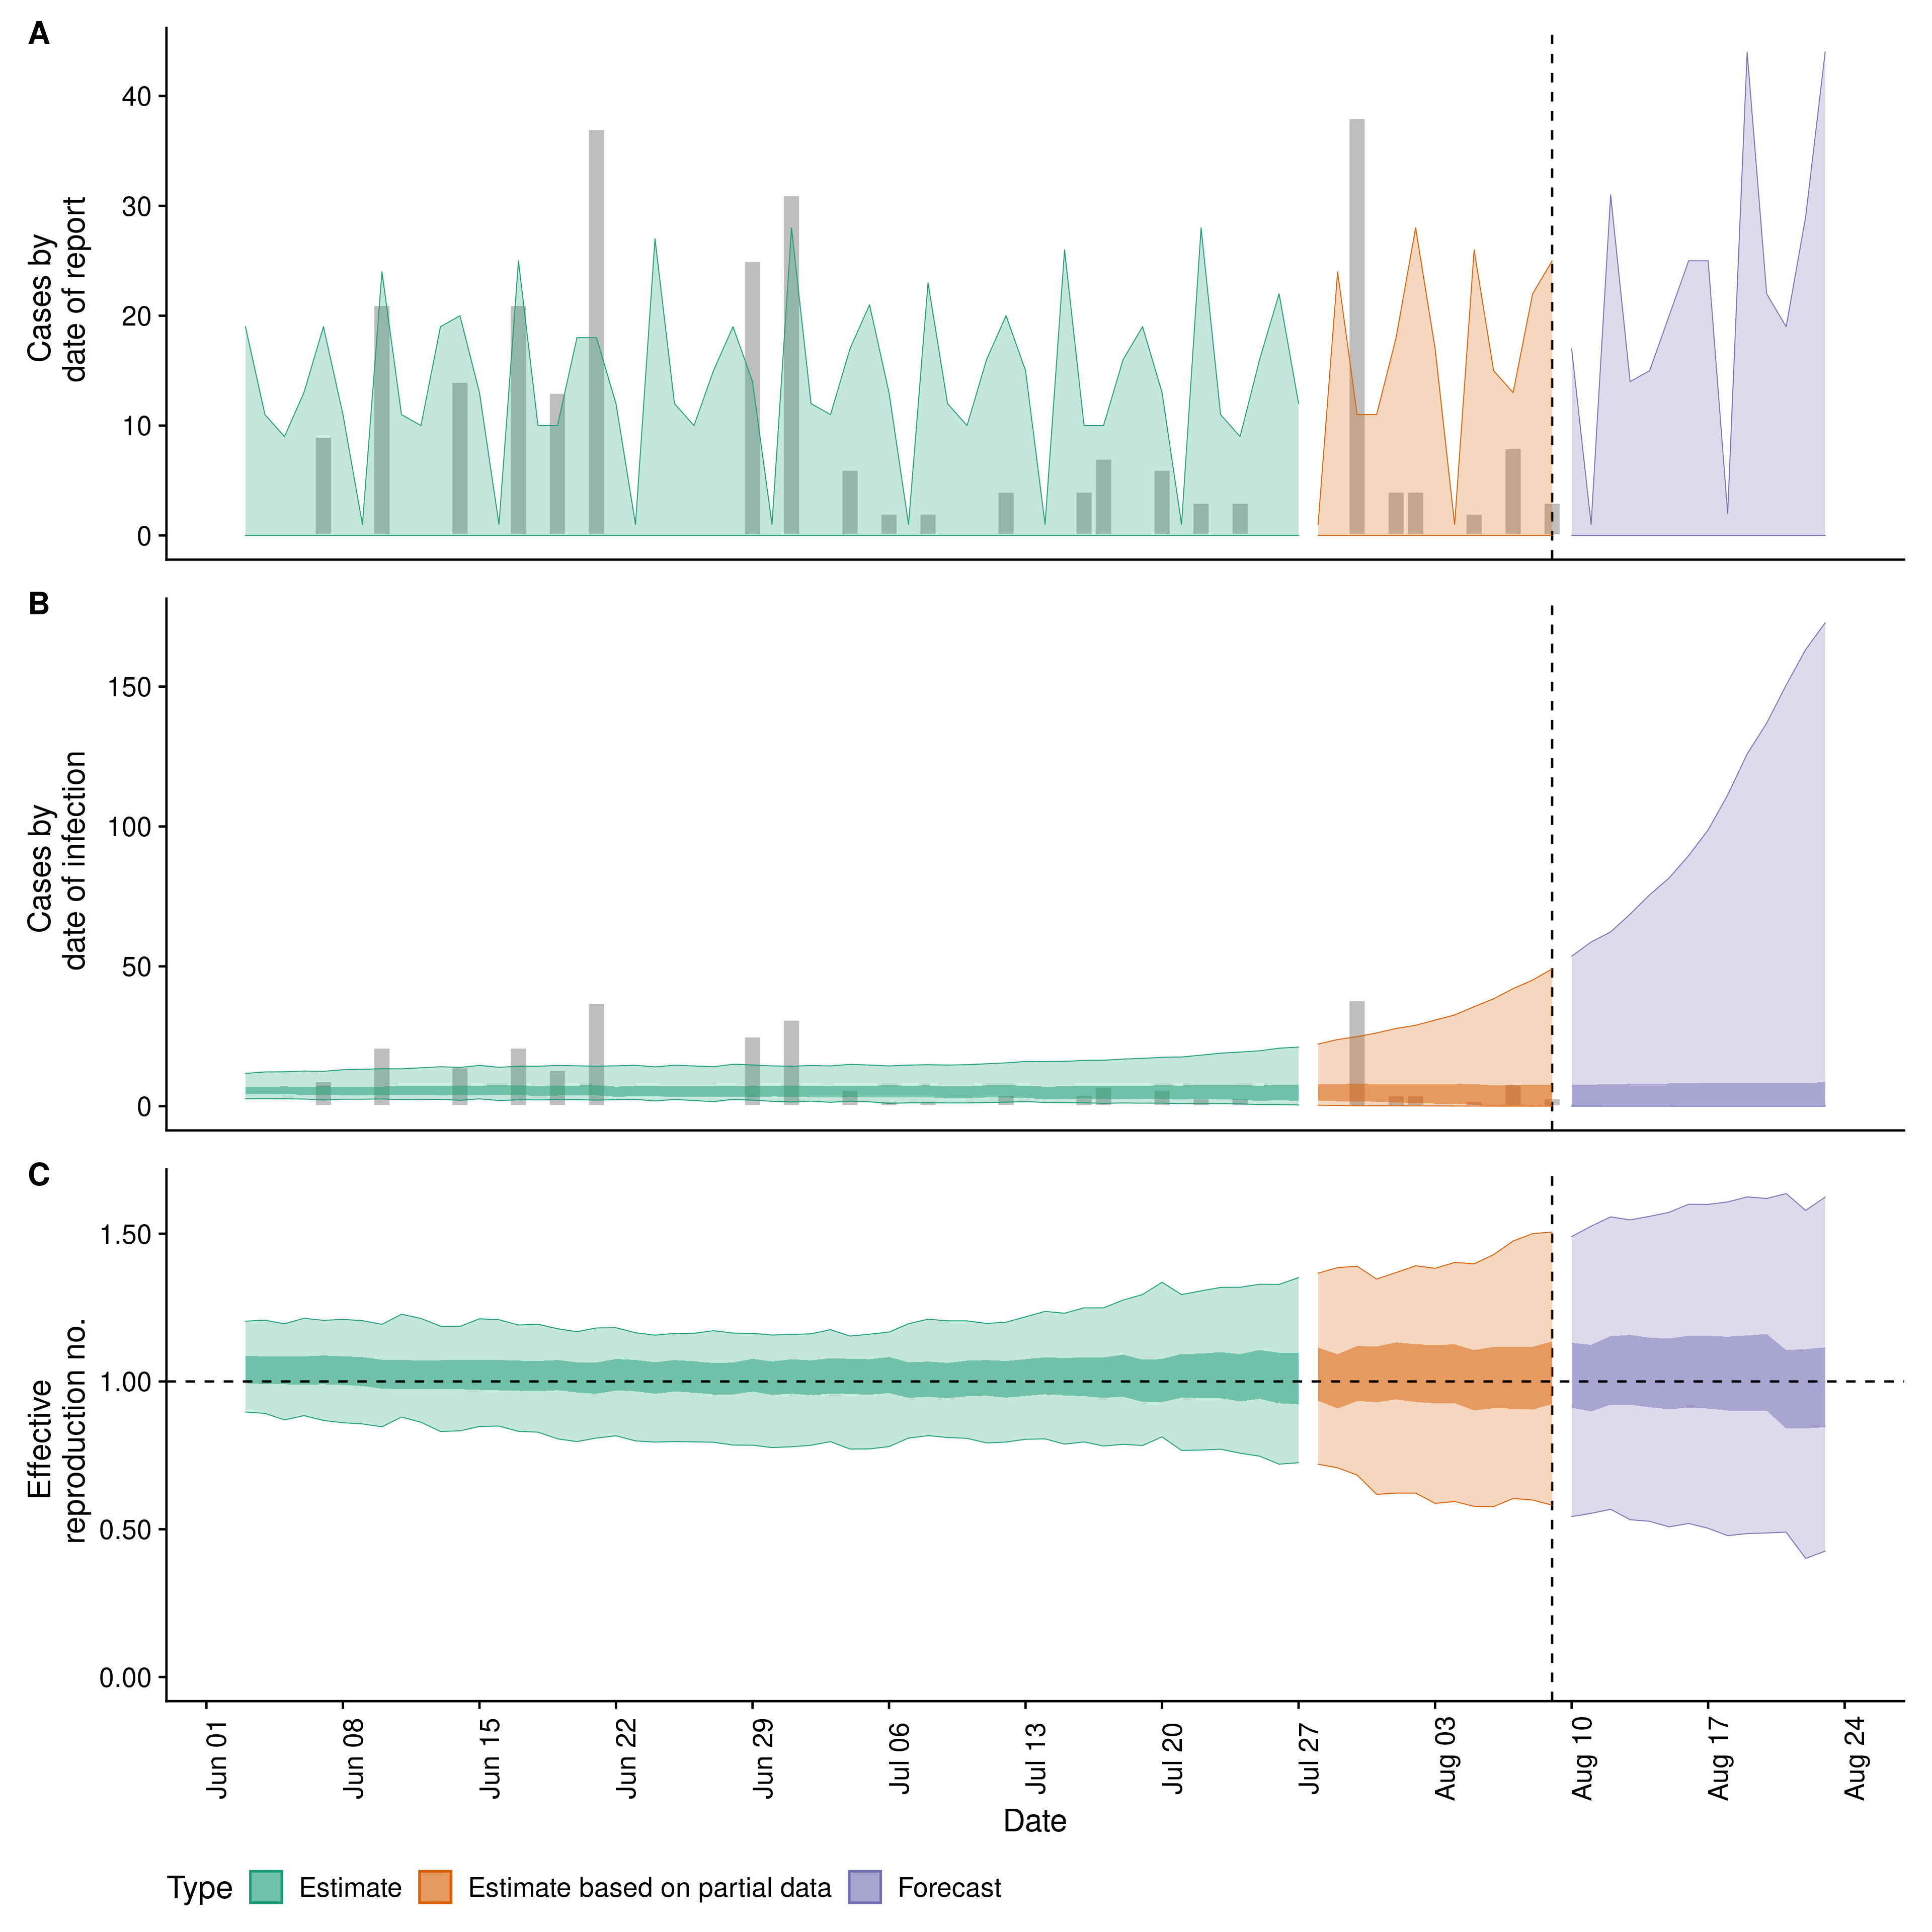 A
Cases by
date of report
40
30
20
10
0
B
Cases by
date of infection
150
100
50
0
C
Effective
reproduction no.
1.50
1.00
0.50
0.00
Jun 01
Jun 08
Jun 15
Jun 22
Jun 29
Jul 06
Jul 13
Jul 20
Jul 27
Aug 03
Aug 10
Aug 17
Aug 24
Date
Type Estimate Estimate based on partial data Forecast